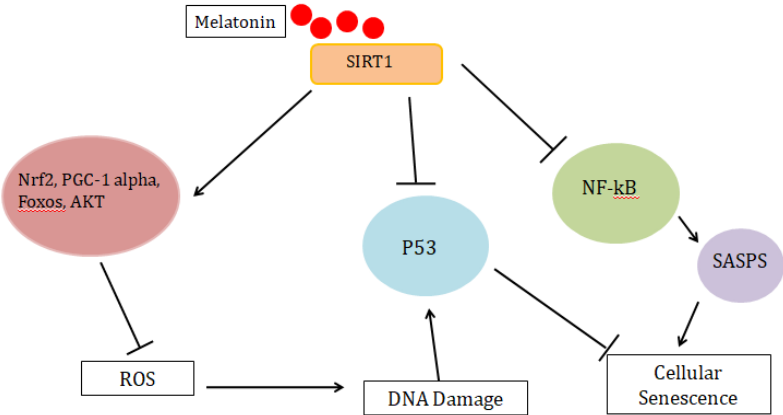 Melatonin
SIRT1
Nrf2, PGC-1 alpha,
Foxos, AKT
NF-kB
P53
SASPS
ROS
DNA Damage
Cellular
Senescence